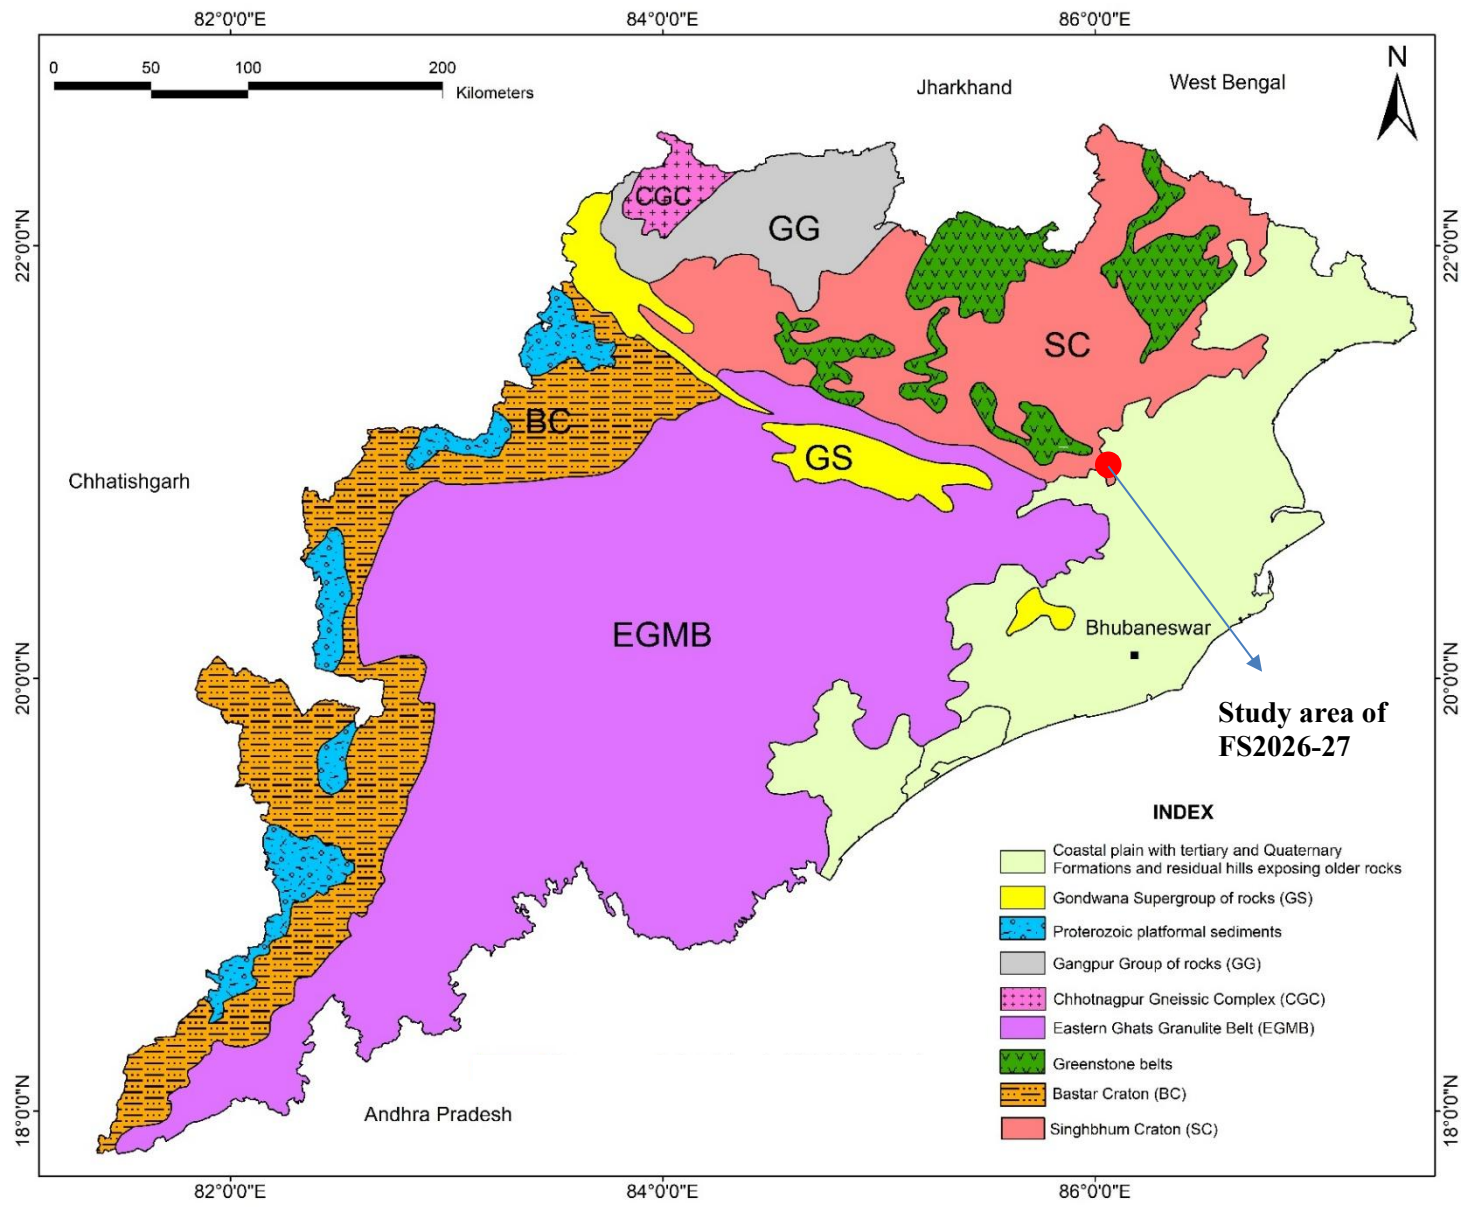 82°0'0"E 84°0'0"E 86°0'0"E
0 50 100 200
Kilometers
Jharkhand
West Bengal
N
22°0'0"N
22°0'0"N
CGC
GG
SC
BC
GS
Chhatishgarh
EGMB
Bhubaneswar
20°0'0"N
20°0'0"N
Study area of
FS2026-27
INDEX
Coastal plain with tertiary and Quaternary
Formations and residual hills exposing older rocks
Gondwana Supergroup of rocks (GS)
Proterozoic platformal sediments
Gangpur Group of rocks (GG)
Chhotnagpur Gneissic Complex (CGC)
Eastern Ghats Granulite Belt (EGMB)
Greenstone belts
Bastar Craton (BC)
Singhbhum Craton (SC)
Andhra Pradesh
18°0'0"N
18°0'0"N
82°0'0"E 84°0'0"E 86°0'0"E